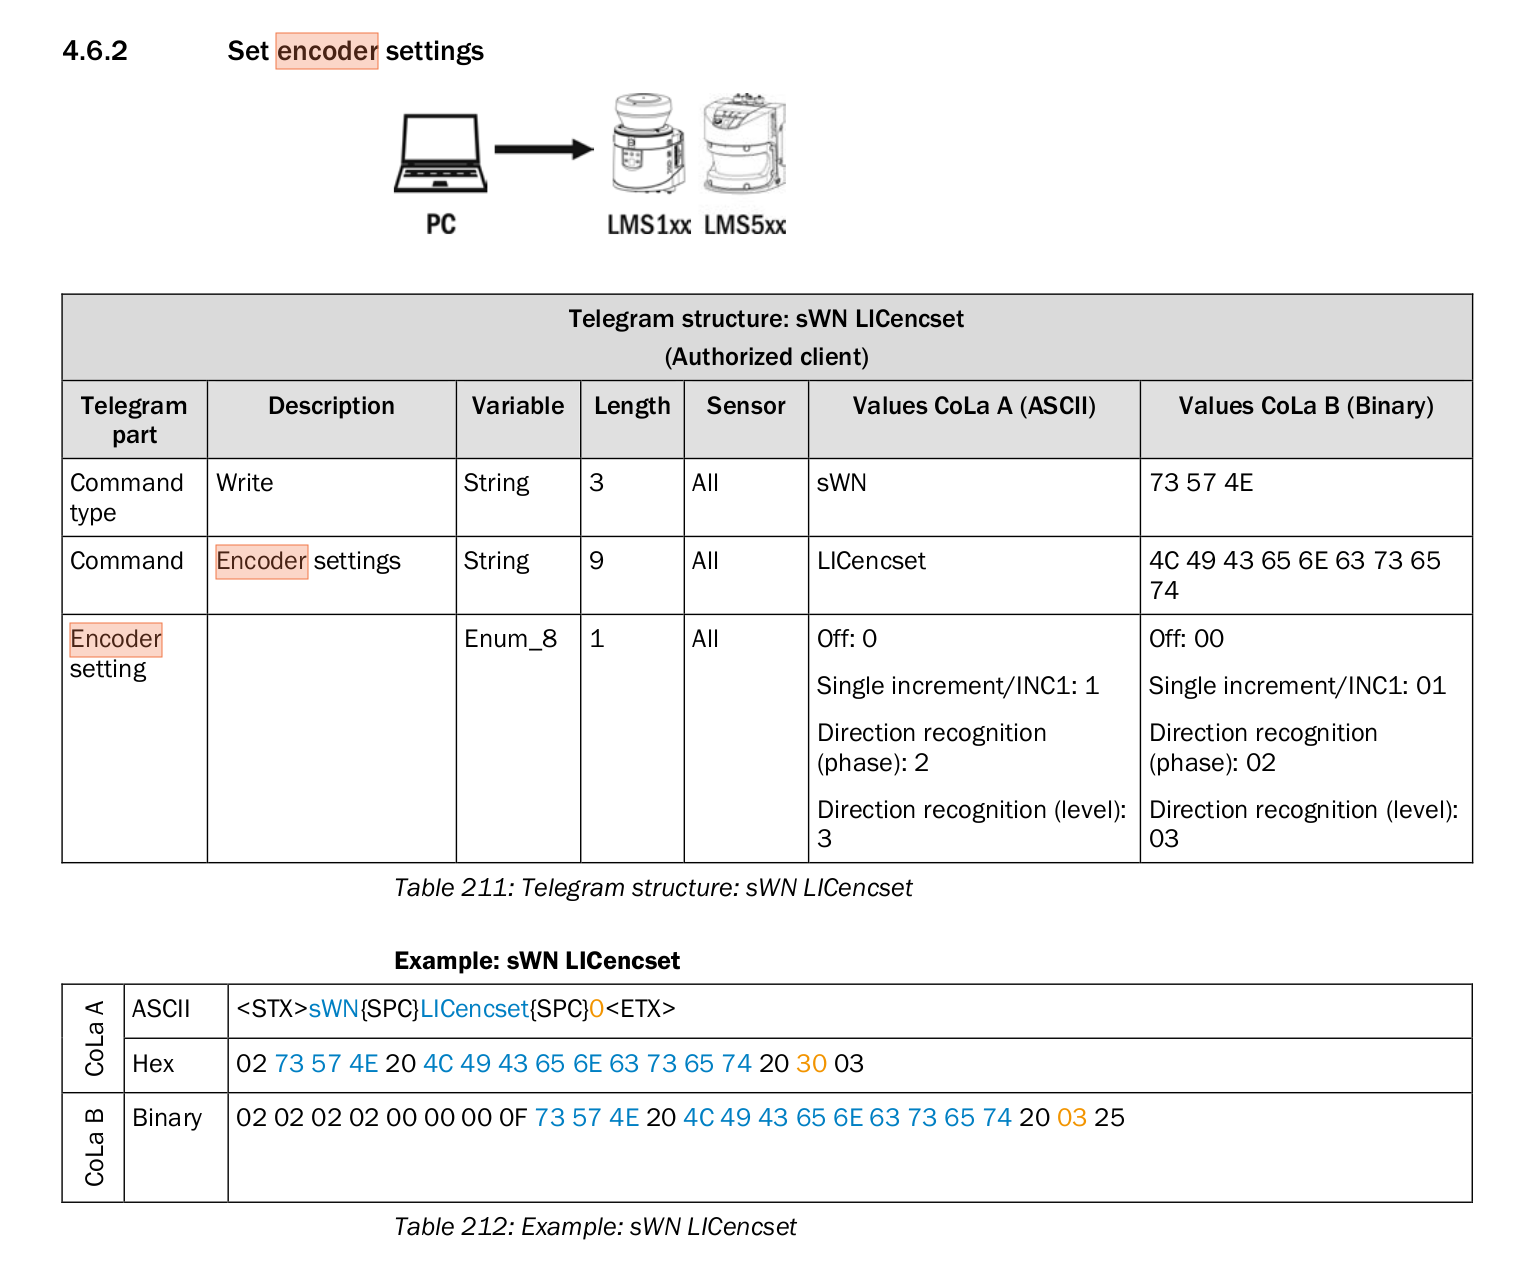 4.6.2 Set encoder settings
PC LMS1xx LMS5xx
Telegram structure: sWN LICencset
(Authorized client)
Telegram part Description Variable Length Sensor Values CoLa A (ASCII) Values CoLa B (Binary)
Command type Write String 3 All sWN 73 57 4E
Command Encoder settings String 9 All LICencset 4C 49 43 65 6E 63 73 65 74
Encoder setting Enum_8 1 All Off: 0 Off: 00
Single increment/INC1: 1 Single increment/INC1: 01
Direction recognition (phase): 2 Direction recognition (phase): 02
Direction recognition (level): 3 Direction recognition (level): 03
Table 211: Telegram structure: sWN LICencset
Example: sWN LICencset
CoLa A ASCII <STX>sWN{SPC}LICencset{SPC}0<ETX>
Hex 02 73 57 4E 20 4C 49 43 65 6E 63 73 65 74 20 30 03
CoLa B Binary 02 02 02 02 00 00 00 0F 73 57 4E 20 4C 49 43 65 6E 63 73 65 74 20 03 25
Table 212: Example: sWN LICencset